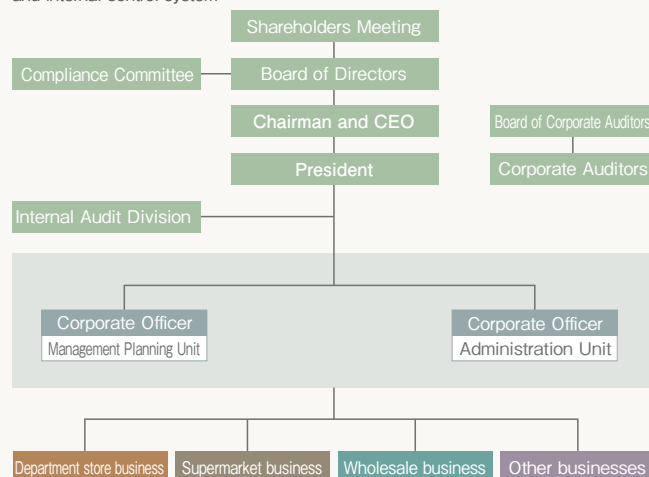 and internal control system
Shareholders Meeting
Compliance Committee
Board of Directors
Chairman and CEO
Board of Corporate Auditors
President
Corporate Auditors
Internal Audit Division
Corporate Officer
Management Planning Unit
Corporate Officer
Administration Unit
Department store business
Supermarket business
Wholesale business
Other businesses